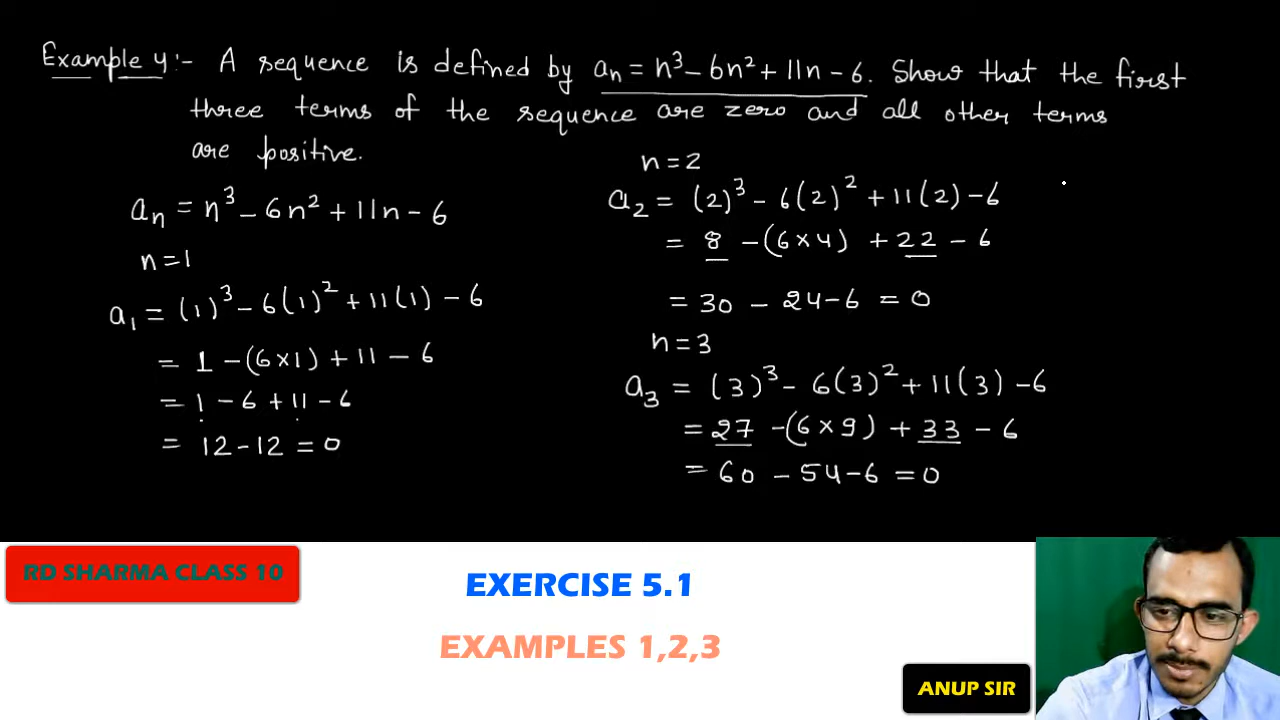 Example 4:- A sequence is defined by aₙ = n³ - 6n² + 11n - 6. Show that the first
three terms of the sequence are zero and all other terms
are positive.
aₙ = n³ - 6n² + 11n - 6
n = 1
a₁ = (1)³ - 6(1)² + 11(1) - 6
= 1 - (6×1) + 11 - 6
= 1 - 6 + 11 - 6
= 12 - 12 = 0
n = 2
a₂ = (2)³ - 6(2)² + 11(2) - 6
= 8 - (6×4) + 22 - 6
= 30 - 24 - 6 = 0
n = 3
a₃ = (3)³ - 6(3)² + 11(3) - 6
= 27 - (6×9) + 33 - 6
= 60 - 54 - 6 = 0
RD SHARMA CLASS 10
EXERCISE 5.1
EXAMPLES 1,2,3
ANUP SIR